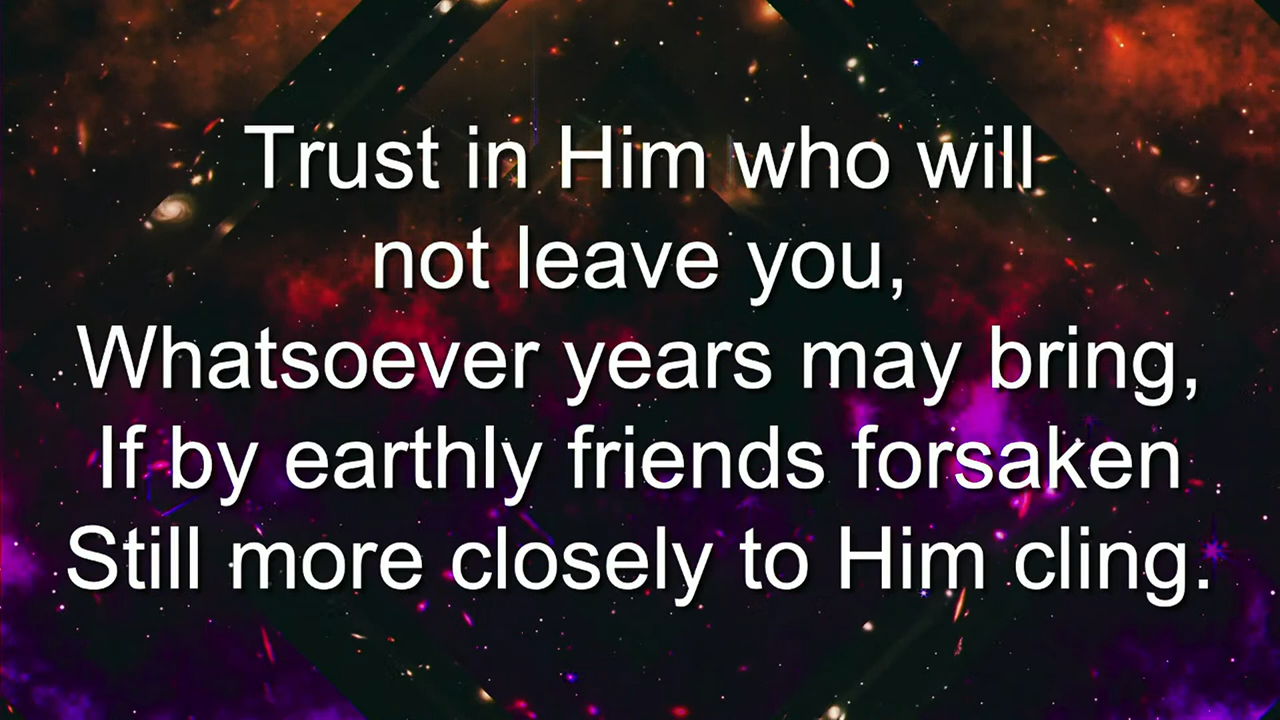 Trust in Him who will
not leave you,
Whatsoever years may bring,
If by earthly friends forsaken
Still more closely to Him cling.